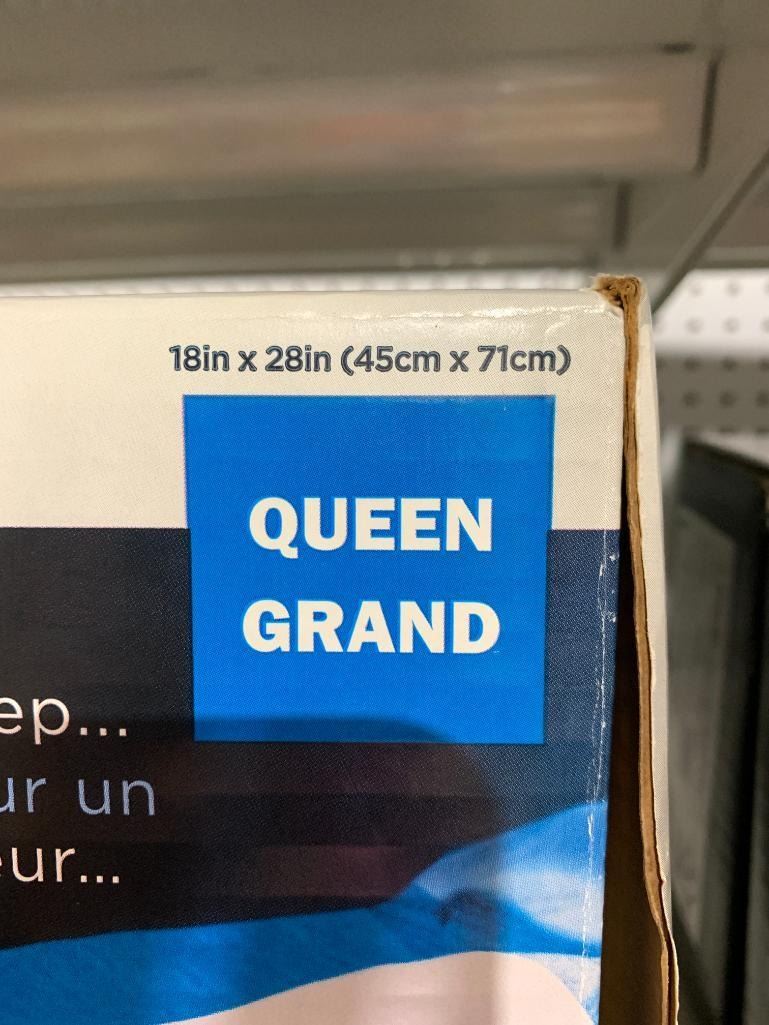 18in x 28in (45cm x 71cm)
QUEEN
GRAND
ep...
ur un
eur...